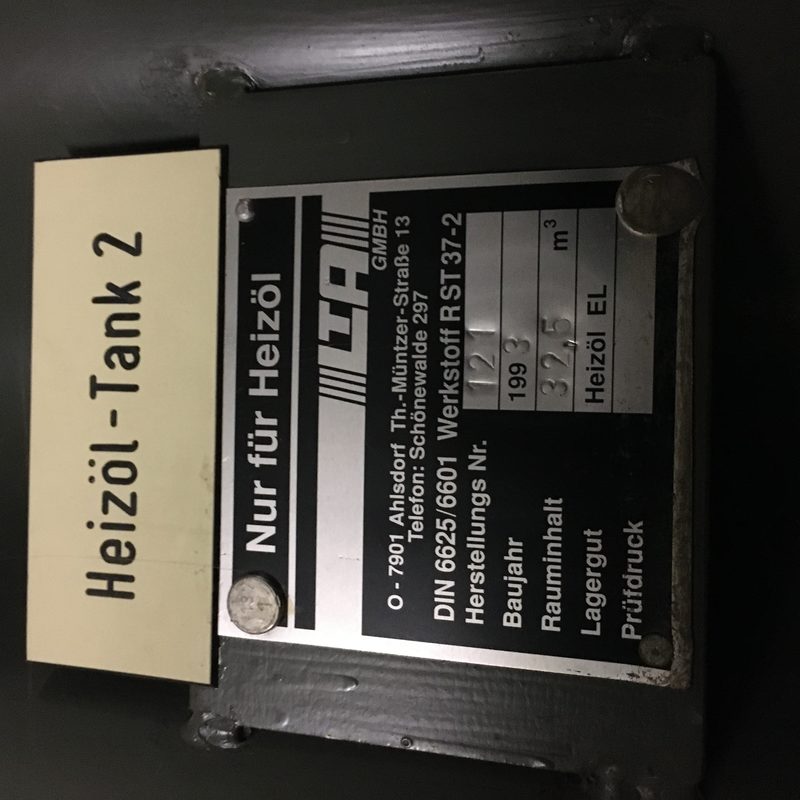 Heizöl-Tank 2
Nur für Heizöl
LTA
GMBH
O - 7901 Ahlsdorf Th.-Müntzer-Straße 13
Telefon: Schönewalde 297
DIN 6625/6601 Werkstoff R ST 37-2
Herstellungs Nr. 121
Baujahr 1993
Rauminhalt 32,5 m³
Lagergut Heizöl EL
Prüfdruck